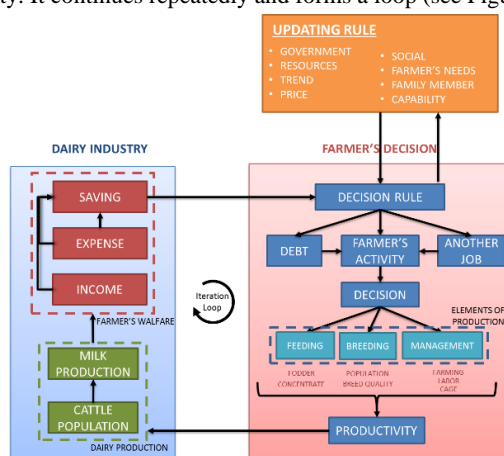 ty. It continues repeatedly and forms a loop (see Figu
UPDATING RULE
• GOVERNMENT
• RESOURCES
• TREND
• PRICE
• SOCIAL
• FARMER'S NEEDS
• FAMILY MEMBER
• CAPABILITY
DAIRY INDUSTRY
FARMER'S DECISION
SAVING
EXPENSE
INCOME
FARMER'S WALFARE
MILK
PRODUCTION
CATTLE
POPULATION
DAIRY PRODUCTION
Iteration
Loop
DECISION RULE
DEBT
FARMER'S
ACTIVITY
ANOTHER
JOB
DECISION
ELEMENTS OF
PRODUCTION
FEEDING
BREEDING
MANAGEMENT
FODDER
CONCENTRATE
POPULATION
BREED QUALITY
FARMING
LABOR
CAGE
PRODUCTIVITY